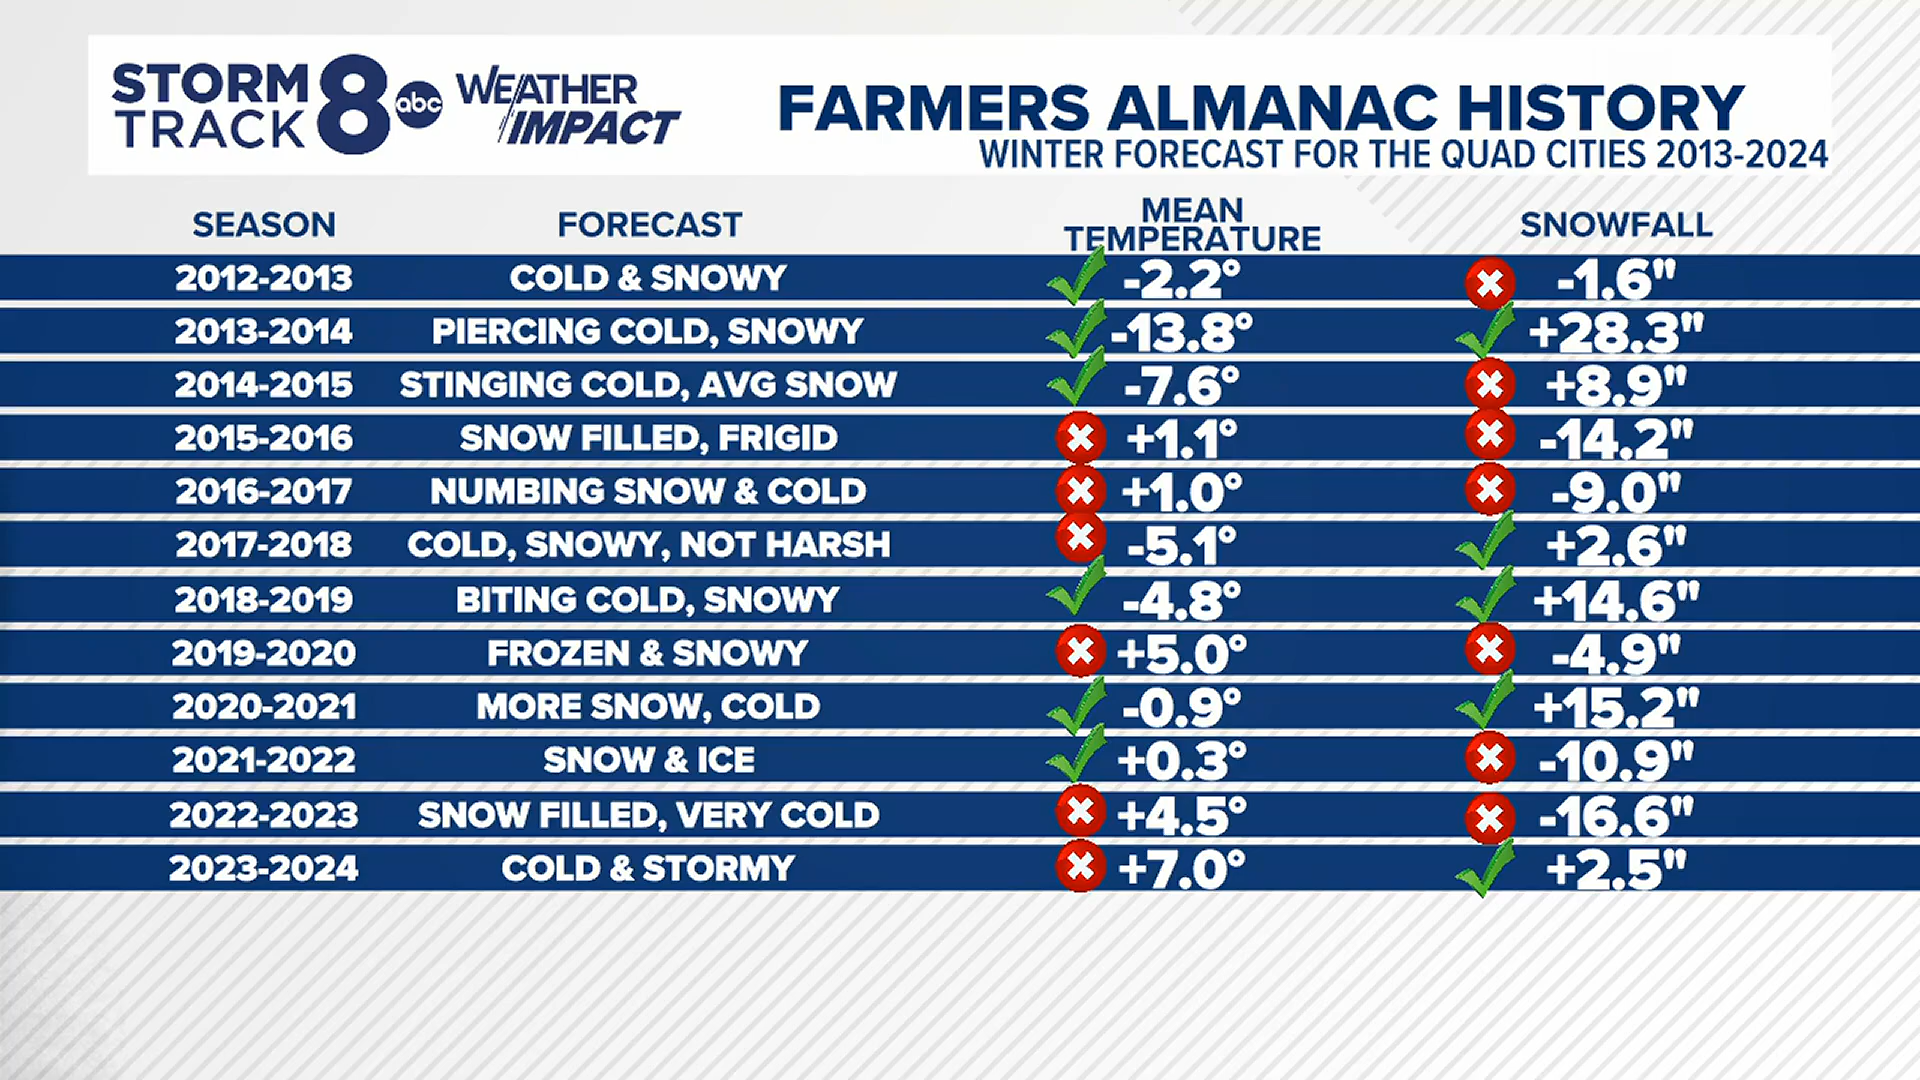 STORM TRACK 8 abc WEATHER IMPACT
FARMERS ALMANAC HISTORY
WINTER FORECAST FOR THE QUAD CITIES 2013-2024
SEASON FORECAST MEAN TEMPERATURE SNOWFALL
2012-2013 COLD & SNOWY -2.2° -1.6"
2013-2014 PIERCING COLD, SNOWY -13.8° +28.3"
2014-2015 STINGING COLD, AVG SNOW -7.6° +8.9"
2015-2016 SNOW FILLED, FRIGID +1.1° -14.2"
2016-2017 NUMBING SNOW & COLD +1.0° -9.0"
2017-2018 COLD, SNOWY, NOT HARSH -5.1° +2.6"
2018-2019 BITING COLD, SNOWY -4.8° +14.6"
2019-2020 FROZEN & SNOWY +5.0° -4.9"
2020-2021 MORE SNOW, COLD -0.9° +15.2"
2021-2022 SNOW & ICE +0.3° -10.9"
2022-2023 SNOW FILLED, VERY COLD +4.5° -16.6"
2023-2024 COLD & STORMY +7.0° +2.5"